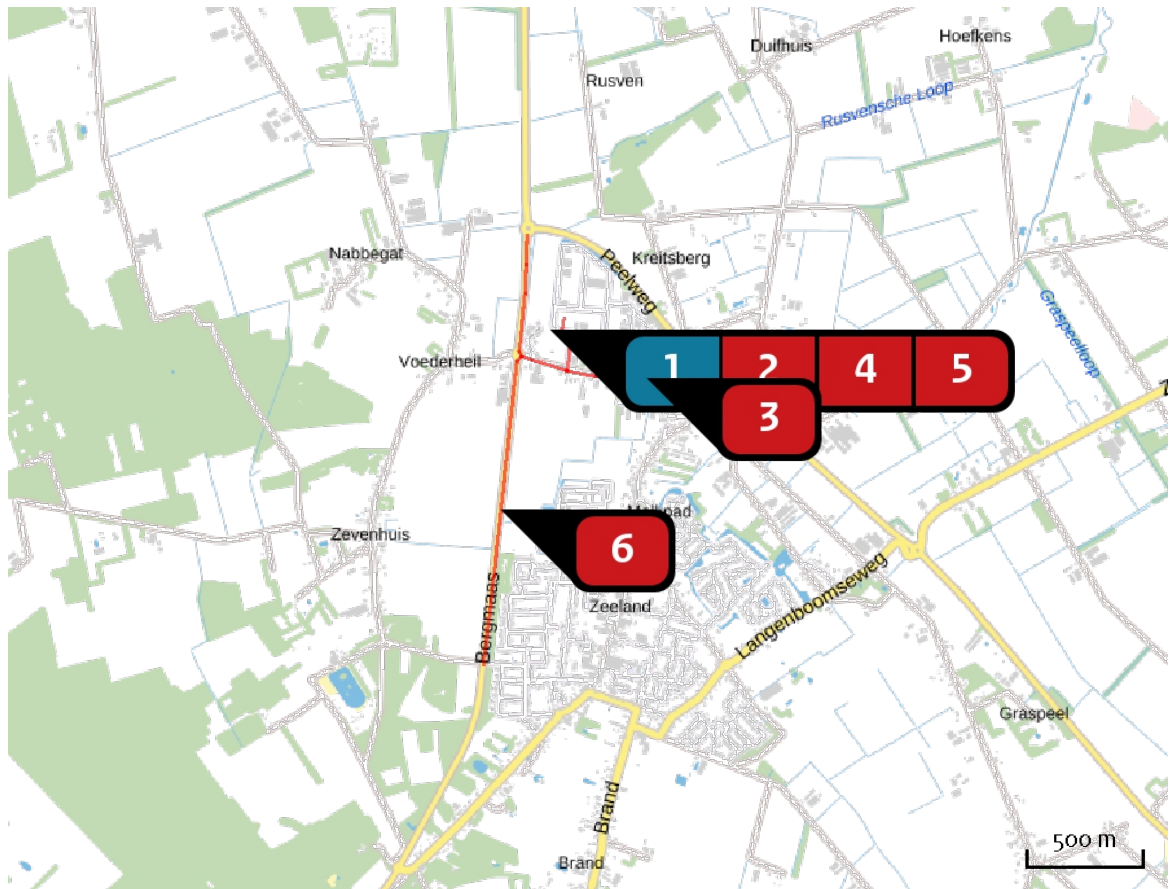 Hoefkens
Duifhuis
Rusven
Rusvensche Loop
Nabbegat
Kreitsberg
Peelweg
Graspeelloop
Voederheil
1 2 4 5
3
Zevenhuis
6
Zeeland
Bergmaas
Langenboomseweg
Graspeel
Brand
500 m
Brand